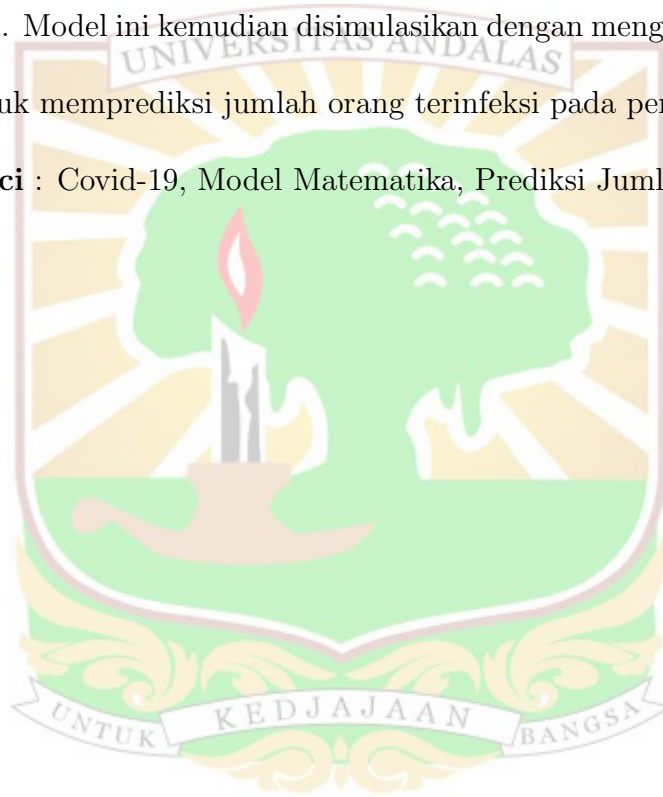 . Model ini kemudian disimulasikan dengan meng
UNIVERSITAS ANDALAS
uk memprediksi jumlah orang terinfeksi pada per
ci : Covid-19, Model Matematika, Prediksi Juml
UNTUK KEDJAJAAN BANGSA